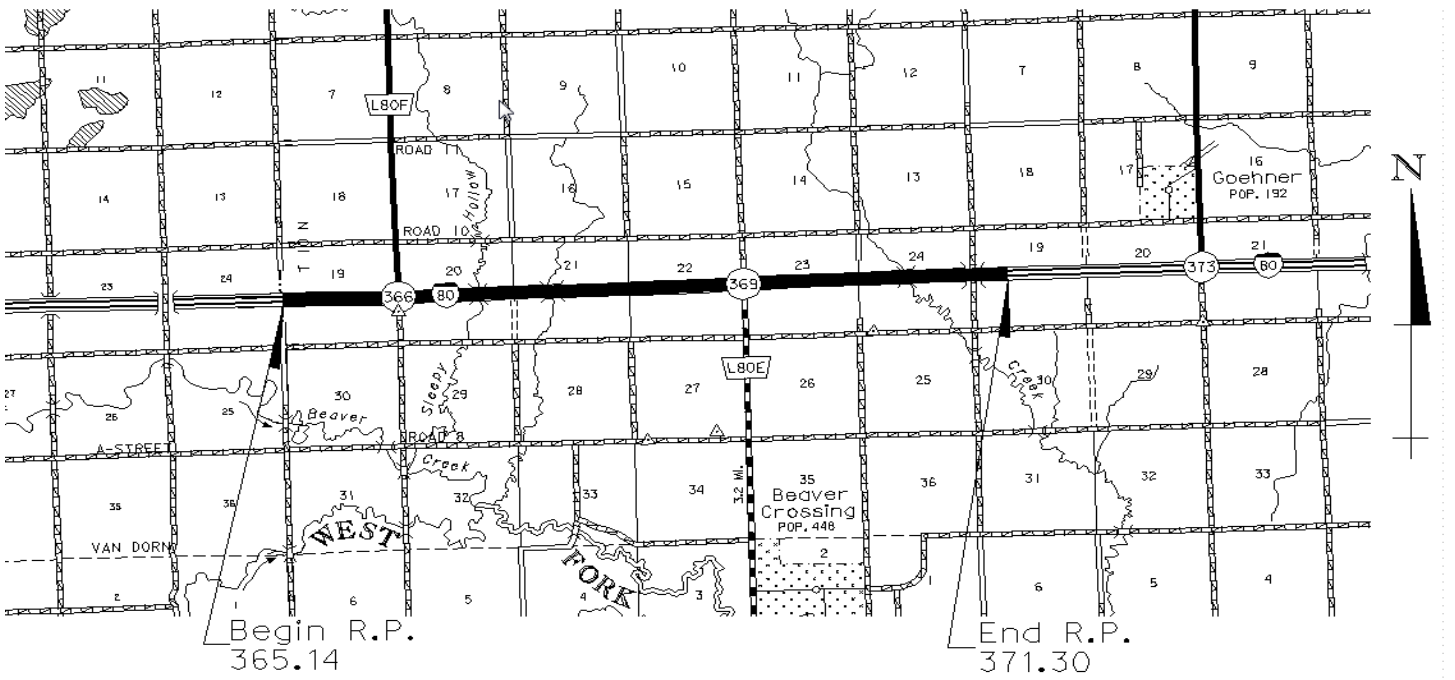 11 12 7 8 9 10 11 12 7 8 9
L80F
ROAD 11
N
14 13 18 17 16 15 14 13 18 17 16
Hollow
Goehner
POP. 192
ROAD 10
T 10 N
23 24 19 20 21 22 23 24 19 20 21
366 80 369 373 80
L80E
27 26 25 30 29 28 27 26 25 30 29 28
Sleepy
Creek
Beaver
A-STREET
ROAD 8
Creek
35 36 31 32 33 34 35 36 31 32 33
3.2 MI.
Beaver
Crossing
POP. 448
WEST
VAN DORN
FORK
2 1 6 5 4 3 2 1 6 5 4
Begin R.P.
365.14
End R.P.
371.30